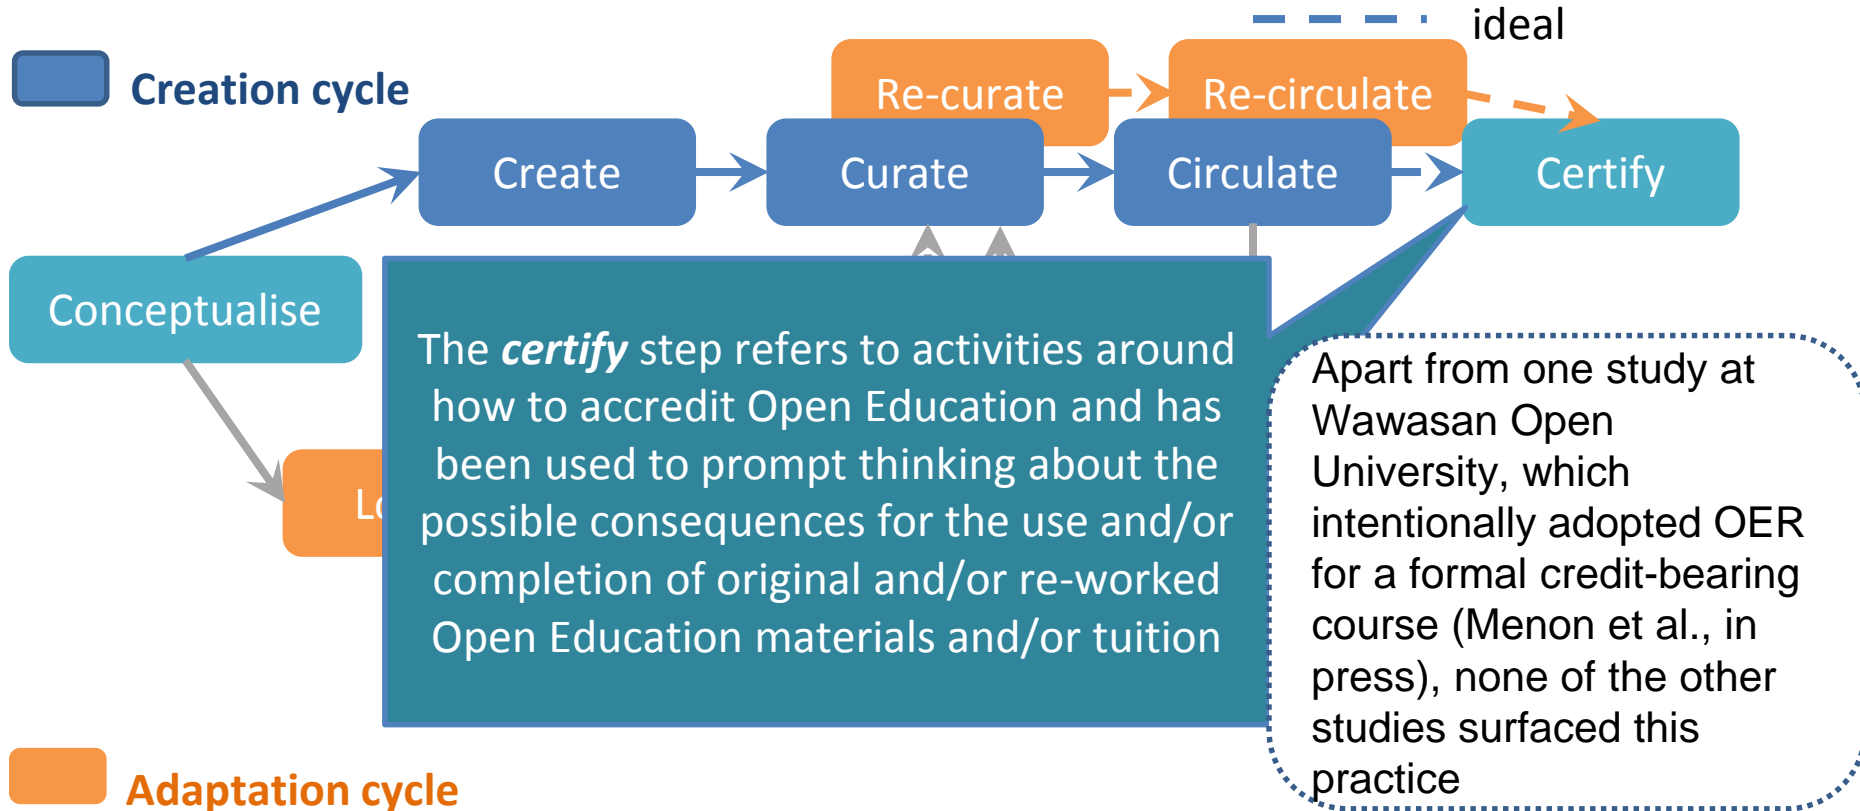 ideal
Creation cycle
Re-curate
Re-circulate
Create
Curate
Circulate
Certify
Conceptualise
The certify step refers to activities around
how to accredit Open Education and has
been used to prompt thinking about the
possible consequences for the use and/or
completion of original and/or re-worked
Open Education materials and/or tuition
Apart from one study at
Wawasan Open
University, which
intentionally adopted OER
for a formal credit-bearing
course (Menon et al., in
press), none of the other
studies surfaced this
practice
Adaptation cycle